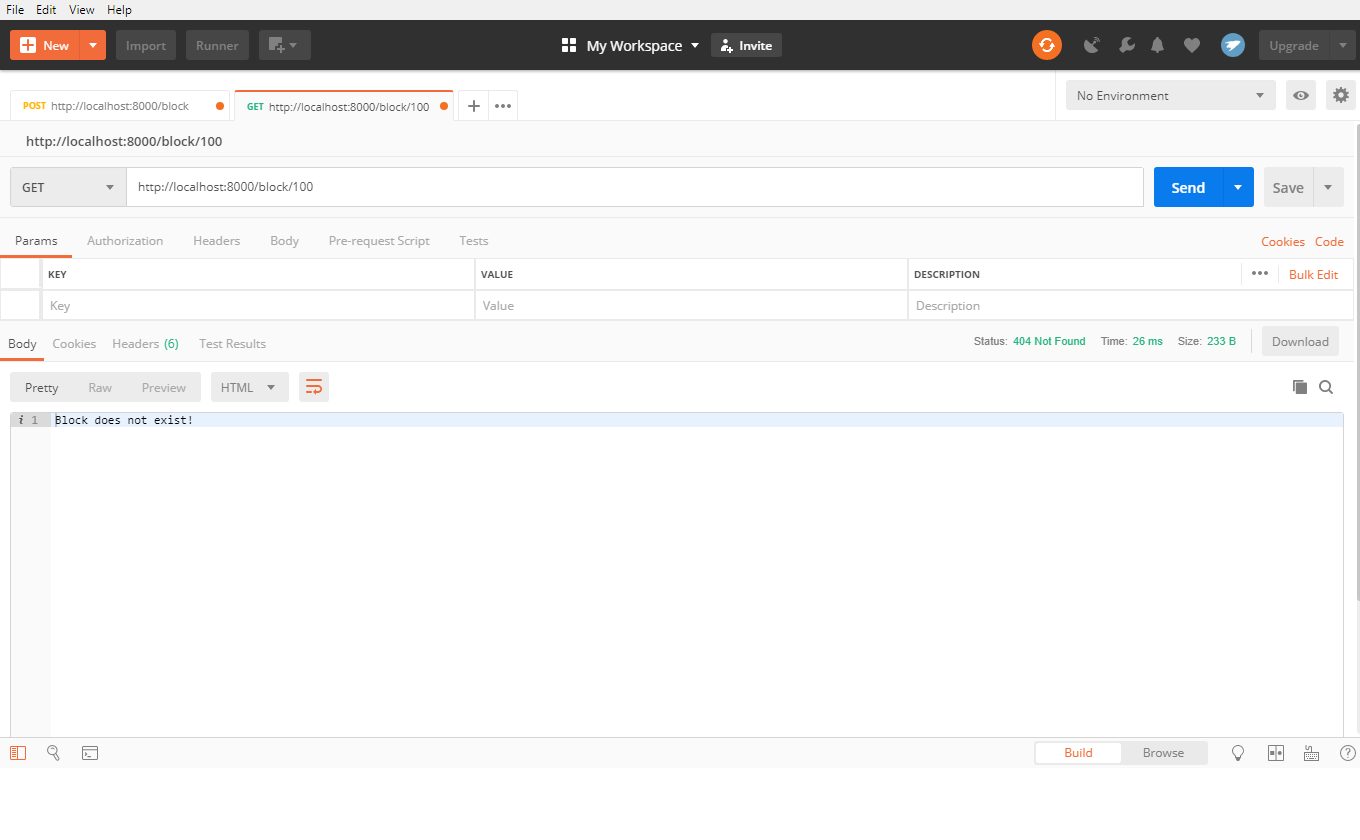 File Edit View Help
New Import Runner My Workspace Invite Upgrade
POST http://localhost:8000/block GET http://localhost:8000/block/100 + ••• No Environment
http://localhost:8000/block/100
GET http://localhost:8000/block/100 Send Save
Params Authorization Headers Body Pre-request Script Tests Cookies Code
KEY VALUE DESCRIPTION ••• Bulk Edit
Key Value Description
Body Cookies Headers (6) Test Results Status: 404 Not Found Time: 26 ms Size: 233 B Download
Pretty Raw Preview HTML
i 1 Block does not exist!
Build Browse ?